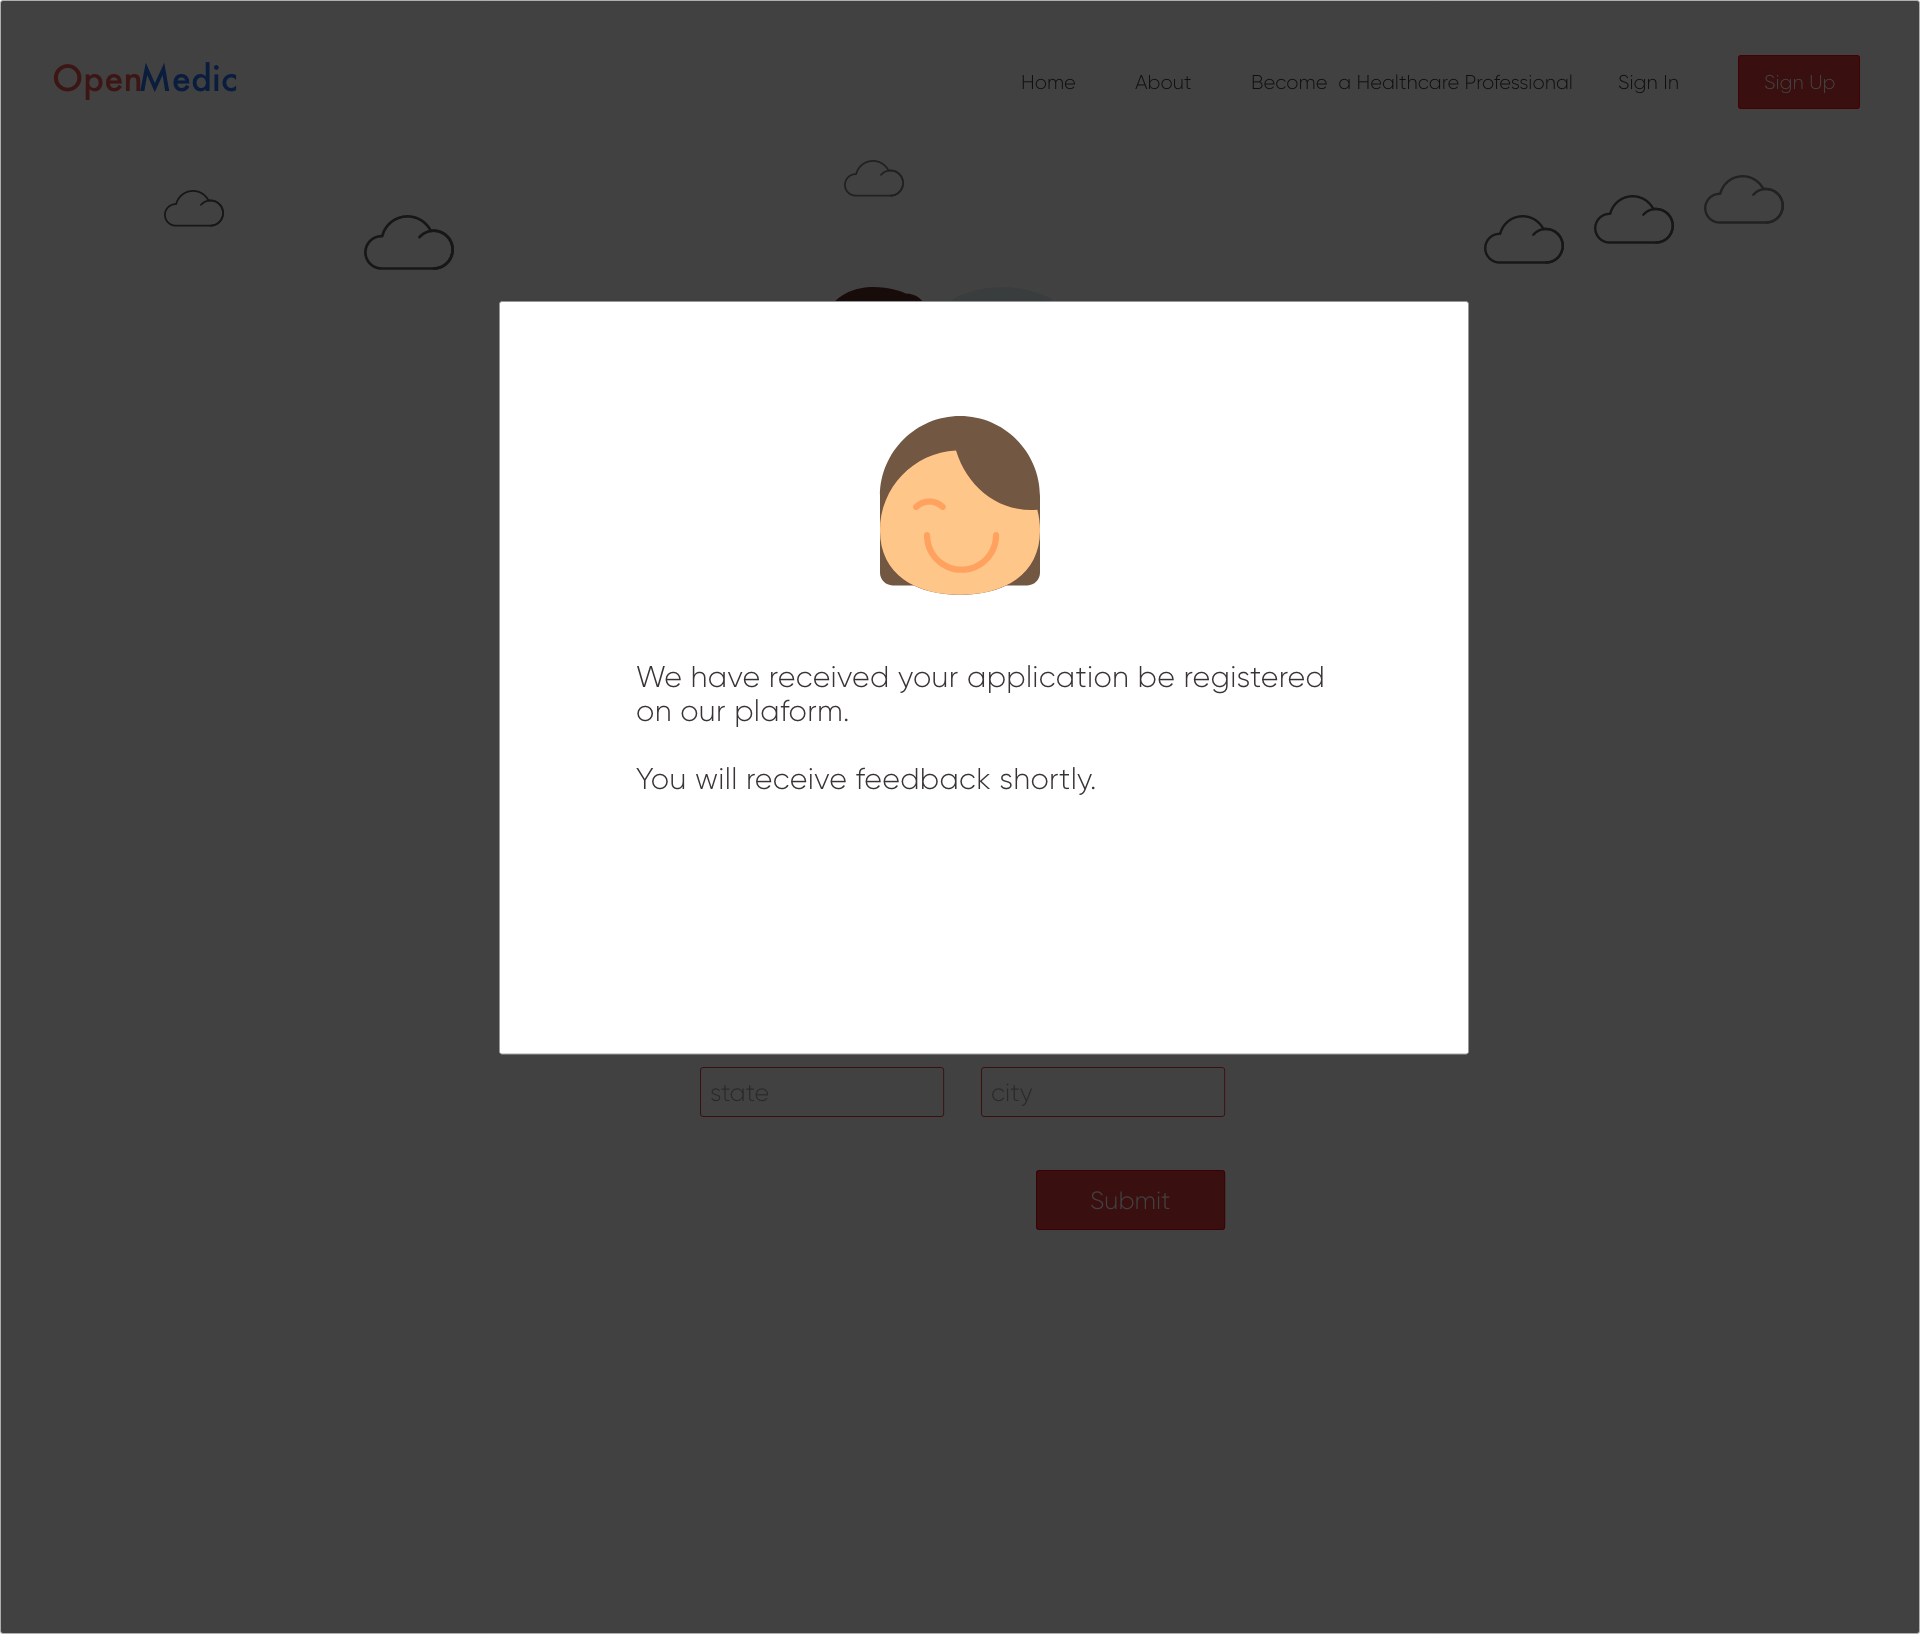 OpenMedic
Home About Become a Healthcare Professional Sign In Sign Up
We have received your application be registered
on our plaform.
You will receive feedback shortly.
state city
Submit